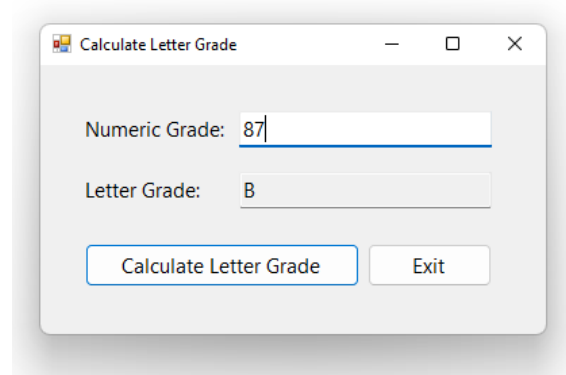 Calculate Letter Grade
Numeric Grade: 87
Letter Grade: B
Calculate Letter Grade Exit